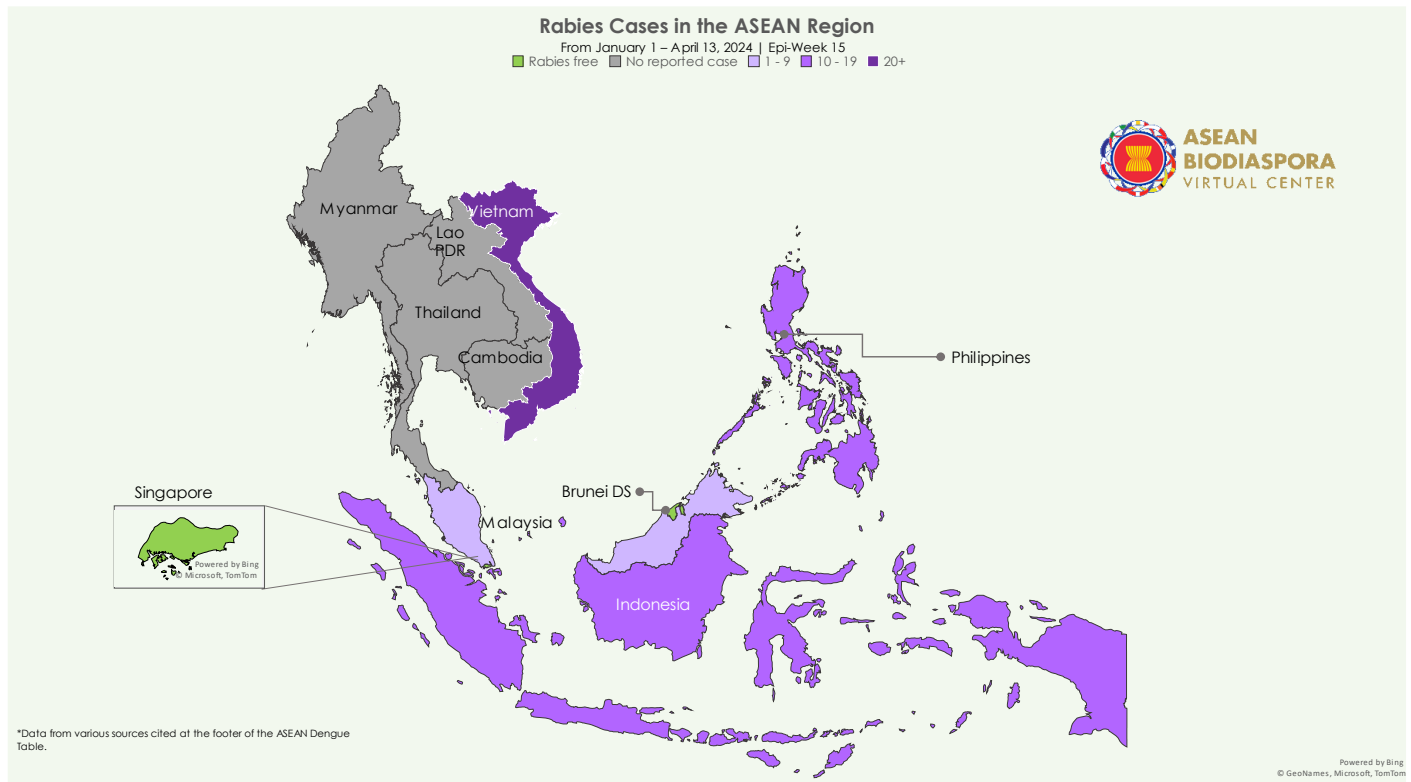 Rabies Cases in the ASEAN Region
From January 1 – April 13, 2024 | Epi-Week 15
Rabies free No reported case 1 - 9 10 - 19 20+
ASEAN
BIODIASPORA
VIRTUAL CENTER
Myanmar
Vietnam
Lao
PDR
Thailand
Cambodia
Philippines
Singapore
Brunei DS
Malaysia
Powered by Bing
© Microsoft, TomTom
Indonesia
*Data from various sources cited at the footer of the ASEAN Dengue
Table.
Powered by Bing
© GeoNames, Microsoft, TomTom